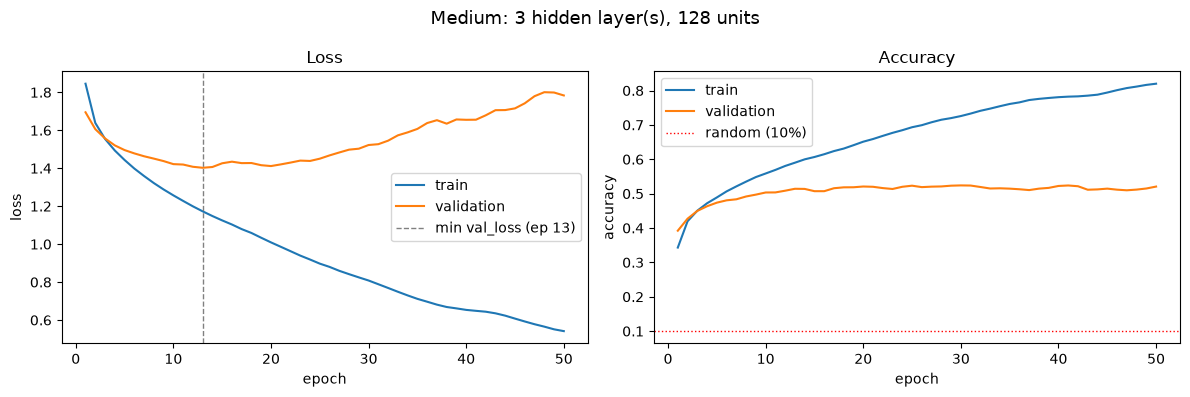 Medium: 3 hidden layer(s), 128 units
Loss
1.8
1.6
1.4
1.2
1.0
0.8
0.6
loss
train
validation
min val_loss (ep 13)
0 10 20 30 40 50
epoch
Accuracy
0.8
0.7
0.6
0.5
0.4
0.3
0.2
0.1
accuracy
train
validation
random (10%)
0 10 20 30 40 50
epoch